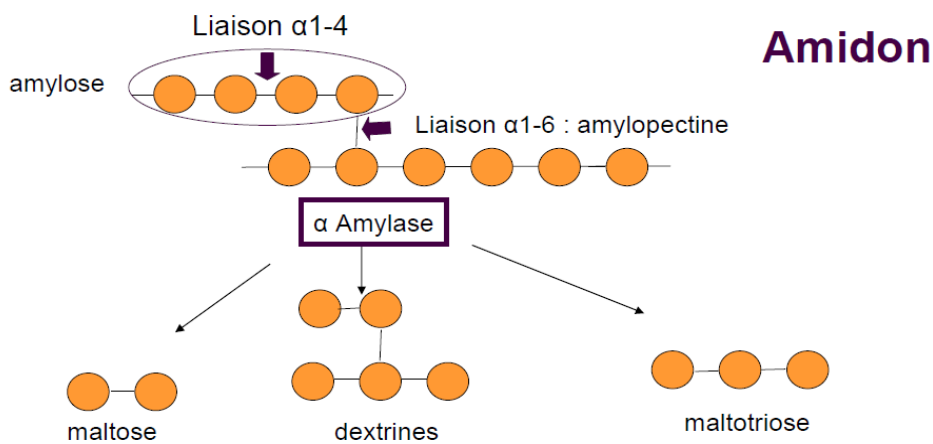 Liaison α1-4
Amidon
amylose
Liaison α1-6 : amylopectine
α Amylase
maltose
dextrines
maltotriose